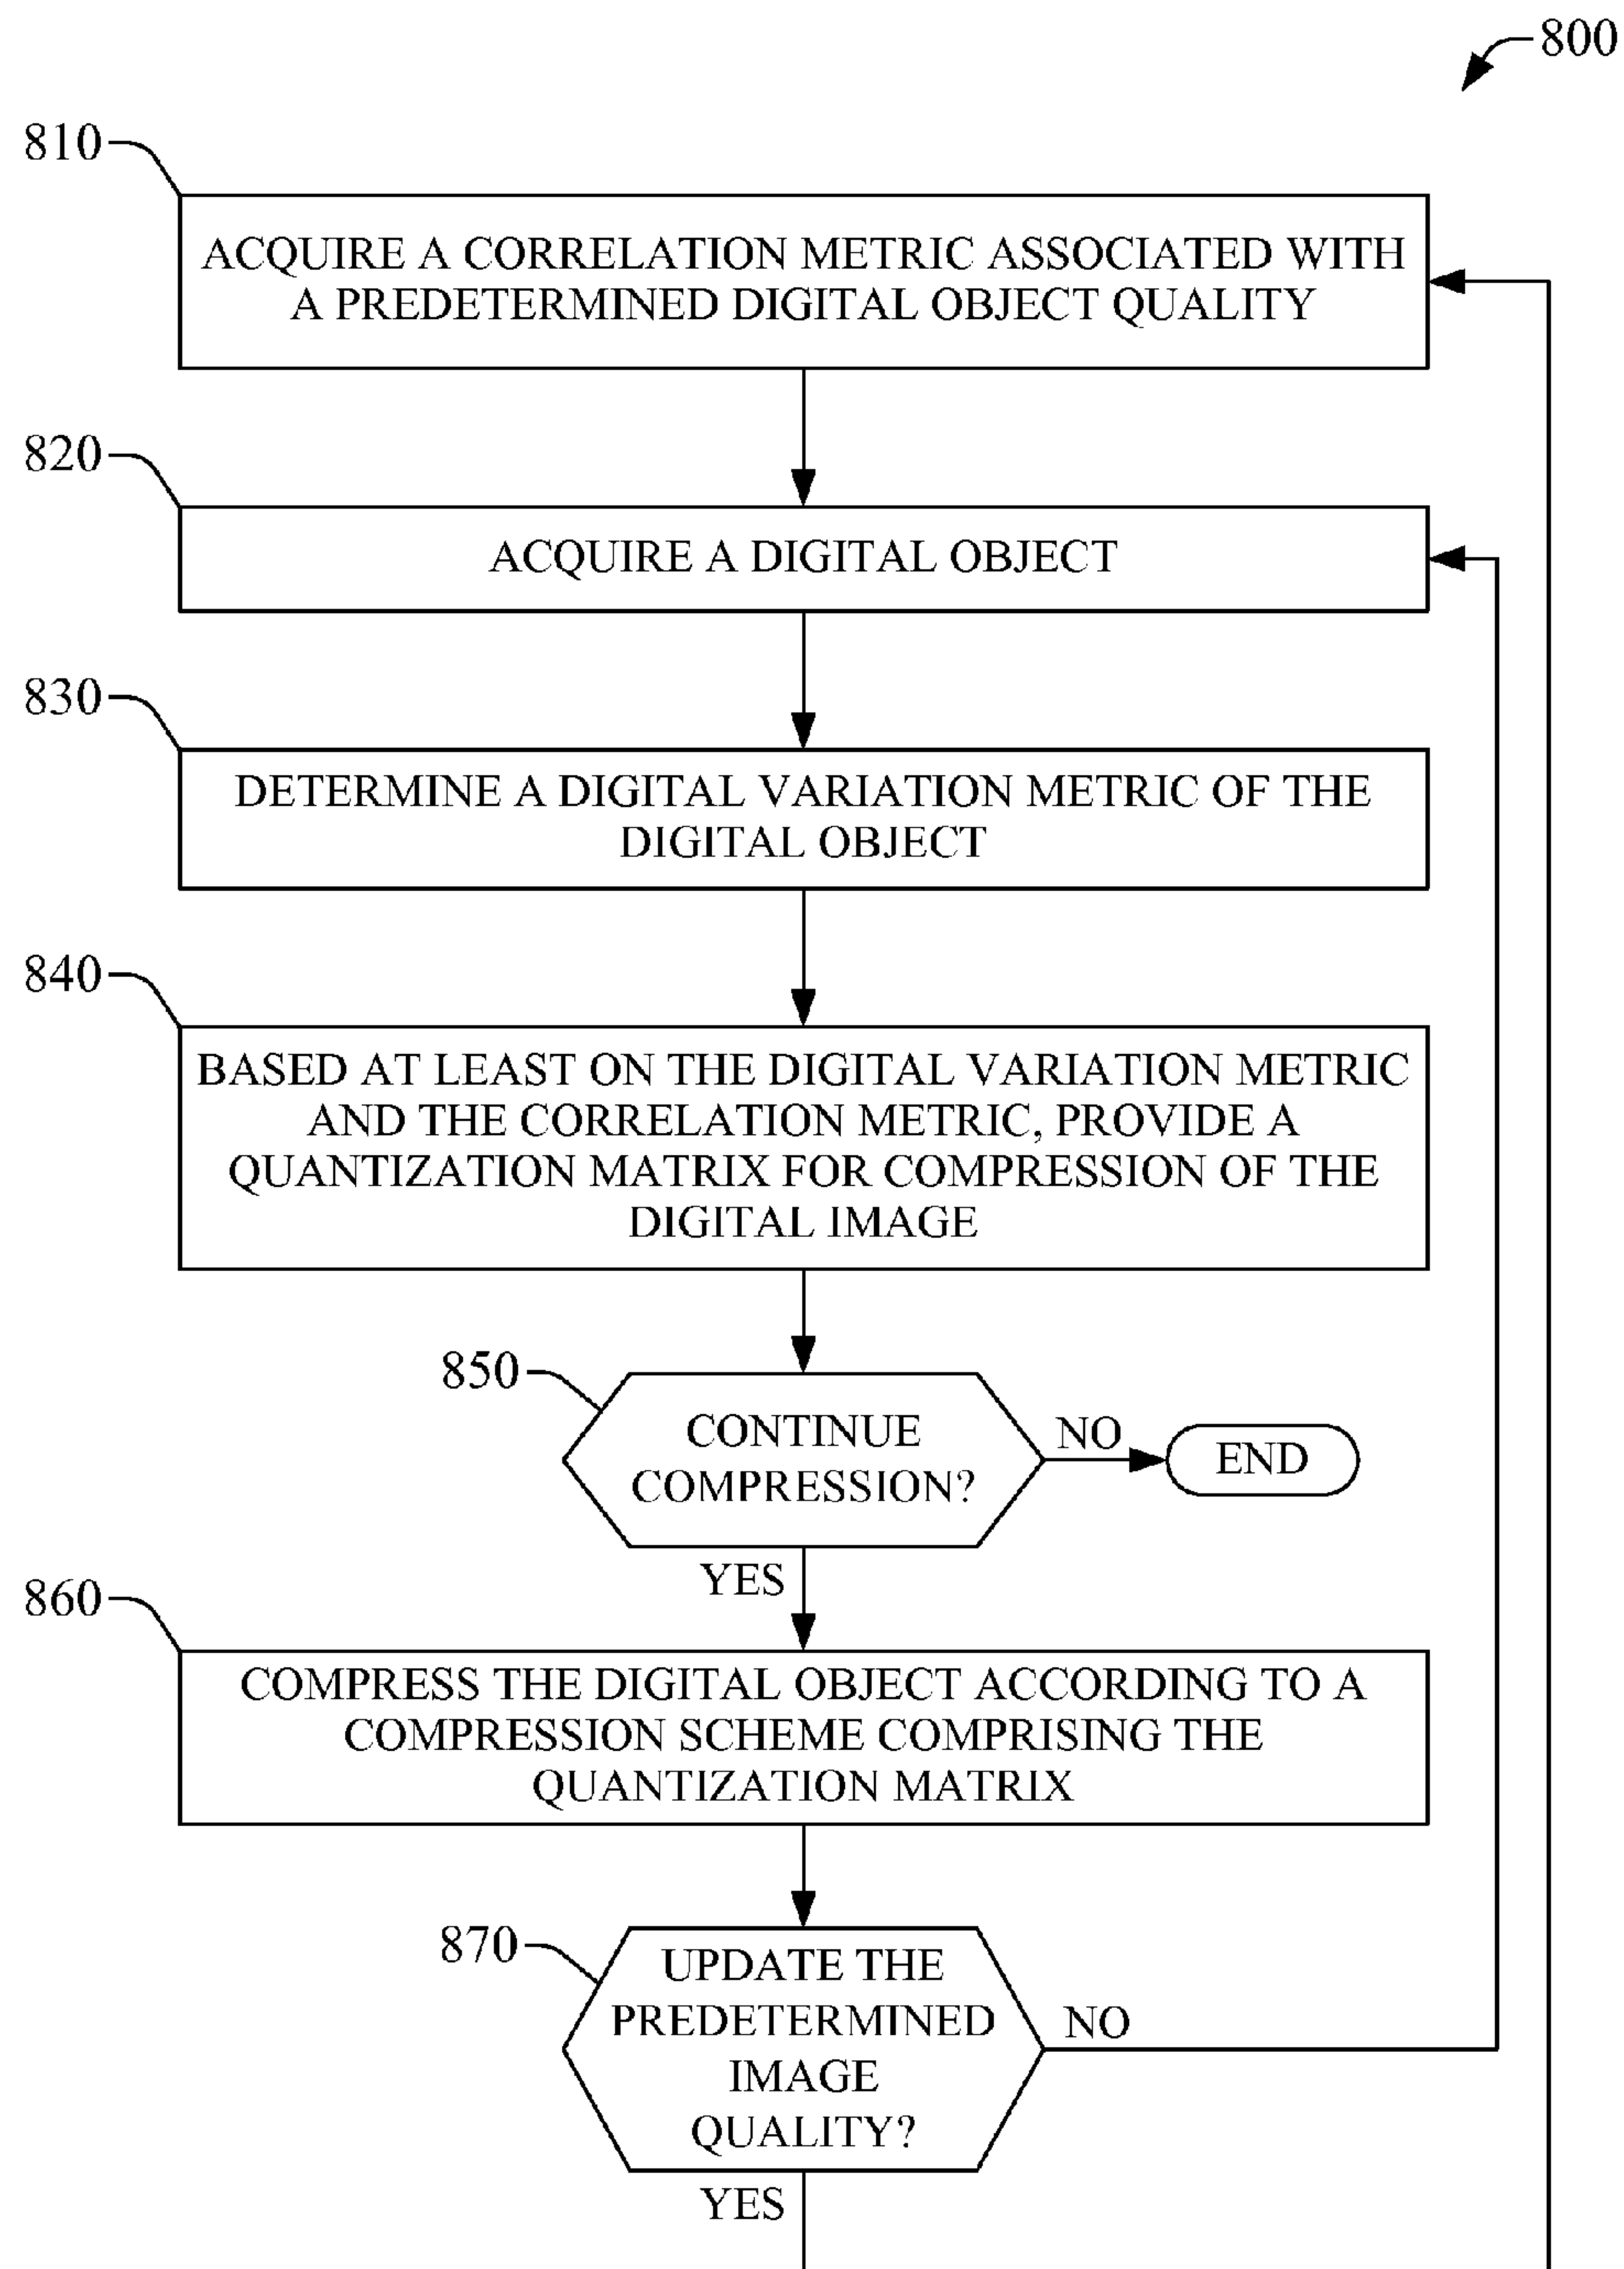 800
810
ACQUIRE A CORRELATION METRIC ASSOCIATED WITH
A PREDETERMINED DIGITAL OBJECT QUALITY
820
ACQUIRE A DIGITAL OBJECT
830
DETERMINE A DIGITAL VARIATION METRIC OF THE
DIGITAL OBJECT
840
BASED AT LEAST ON THE DIGITAL VARIATION METRIC
AND THE CORRELATION METRIC, PROVIDE A
QUANTIZATION MATRIX FOR COMPRESSION OF THE
DIGITAL IMAGE
850
CONTINUE
COMPRESSION?
NO
END
YES
860
COMPRESS THE DIGITAL OBJECT ACCORDING TO A
COMPRESSION SCHEME COMPRISING THE
QUANTIZATION MATRIX
870
UPDATE THE
PREDETERMINED
IMAGE
QUALITY?
NO
YES